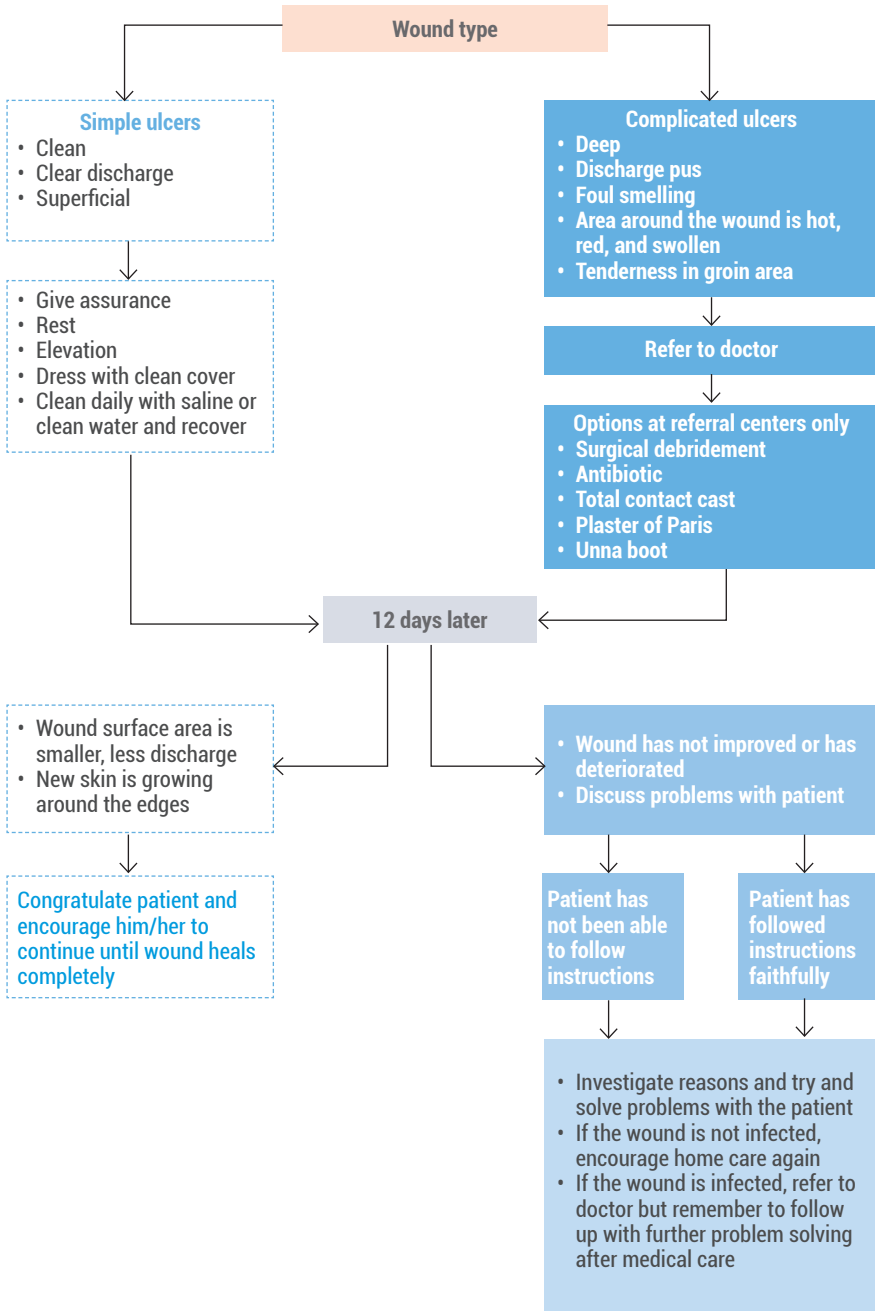 Wound type
Simple ulcers
• Clean
• Clear discharge
• Superficial
Complicated ulcers
• Deep
• Discharge pus
• Foul smelling
• Area around the wound is hot,
red, and swollen
• Tenderness in groin area
• Give assurance
• Rest
• Elevation
• Dress with clean cover
• Clean daily with saline or
clean water and recover
Refer to doctor
Options at referral centers only
• Surgical debridement
• Antibiotic
• Total contact cast
• Plaster of Paris
• Unna boot
12 days later
• Wound surface area is
smaller, less discharge
• New skin is growing
around the edges
• Wound has not improved or has
deteriorated
• Discuss problems with patient
Congratulate patient and
encourage him/her to
continue until wound heals
completely
Patient has
not been able
to follow
instructions
Patient has
followed
instructions
faithfully
• Investigate reasons and try and
solve problems with the patient
• If the wound is not infected,
encourage home care again
• If the wound is infected, refer to
doctor but remember to follow
up with further problem solving
after medical care